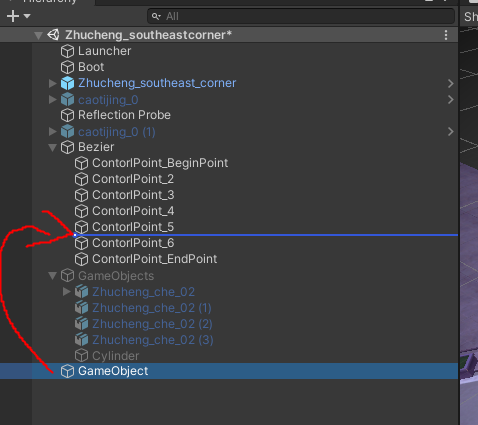 Hierarchy
All
Zhucheng_southeastcorner*
Launcher
Boot
Zhucheng_southeast_corner
caotijing_0
Reflection Probe
caotijing_0 (1)
Bezier
ContorlPoint_BeginPoint
ContorlPoint_2
ContorlPoint_3
ContorlPoint_4
ContorlPoint_5
ContorlPoint_6
ContorlPoint_EndPoint
GameObjects
Zhucheng_che_02
Zhucheng_che_02 (1)
Zhucheng_che_02 (2)
Zhucheng_che_02 (3)
Cylinder
GameObject